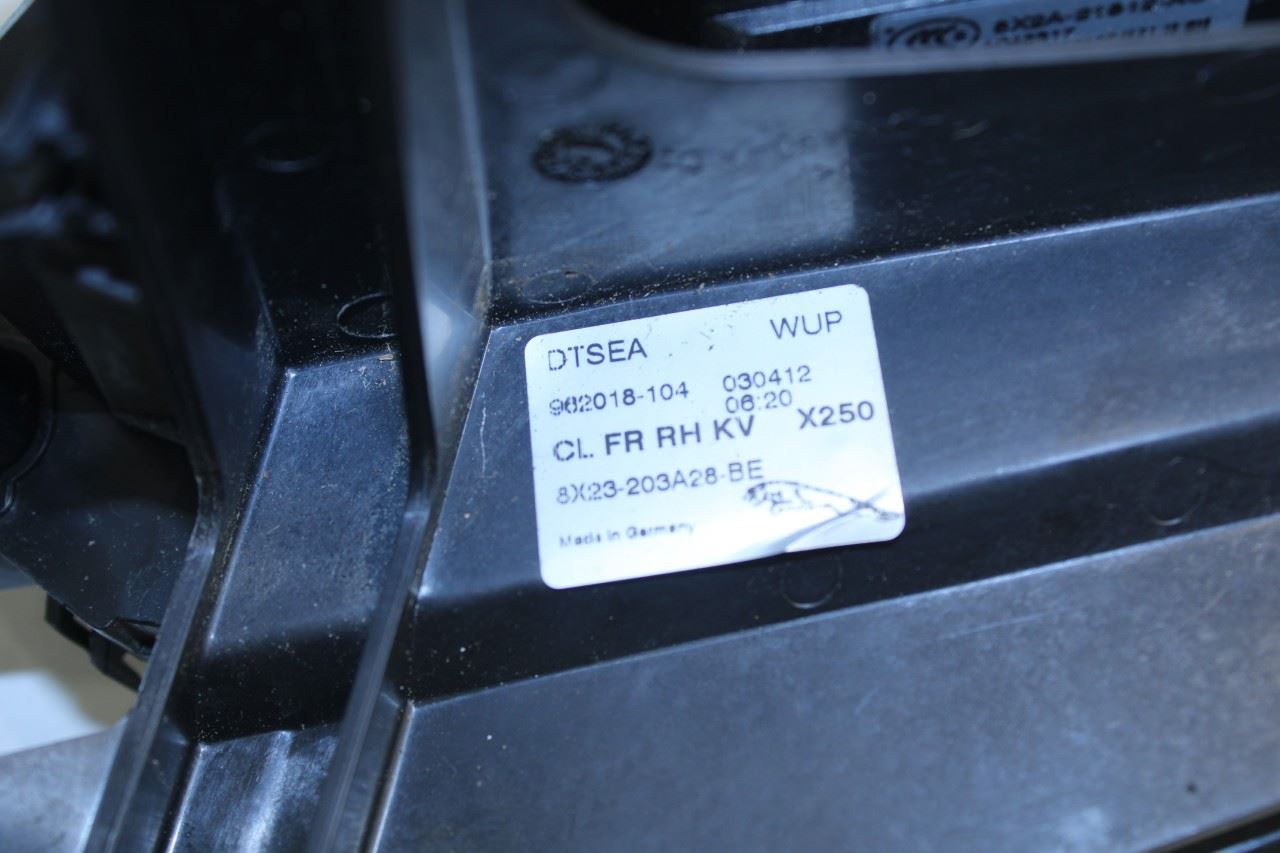 DTSEA WUP
962018-104 030412
06:20
CL. FR RH KV X250
8X23-203A28-BE
Made in Germany